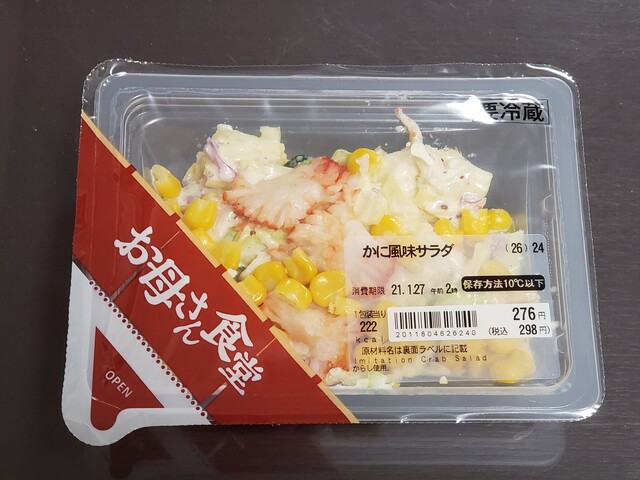 要冷蔵
お母さん食堂
OPEN
かに風味サラダ (26) 24
消費期限 21.1.27 午前 2時 保存方法10℃以下
1包装当り
222
kcal
2011804626240
276円
(税込 298円)
原材料名は裏面ラベルに記載
Imitation Crab Salad
からし使用。